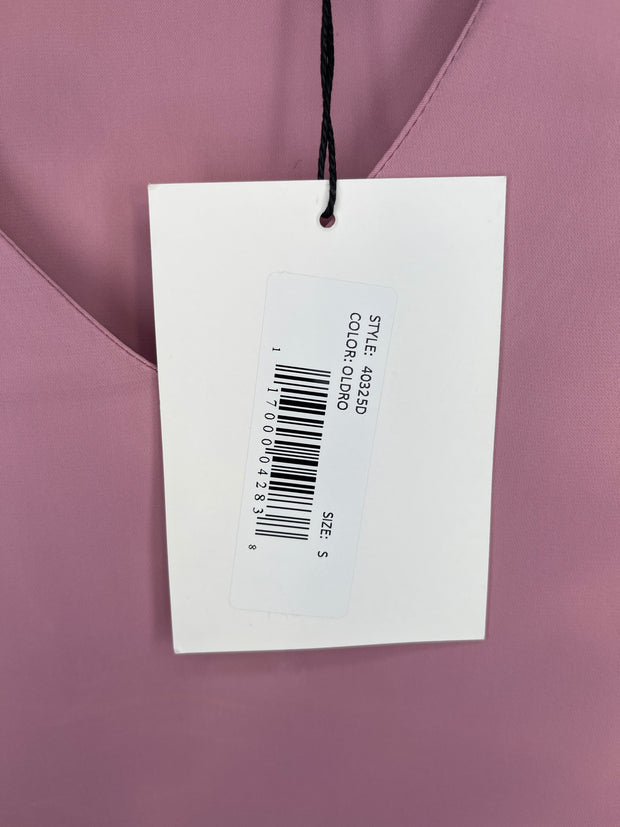 STYLE: 40325D
COLOR: OLDRO
SIZE: S
1 17000 04283 8